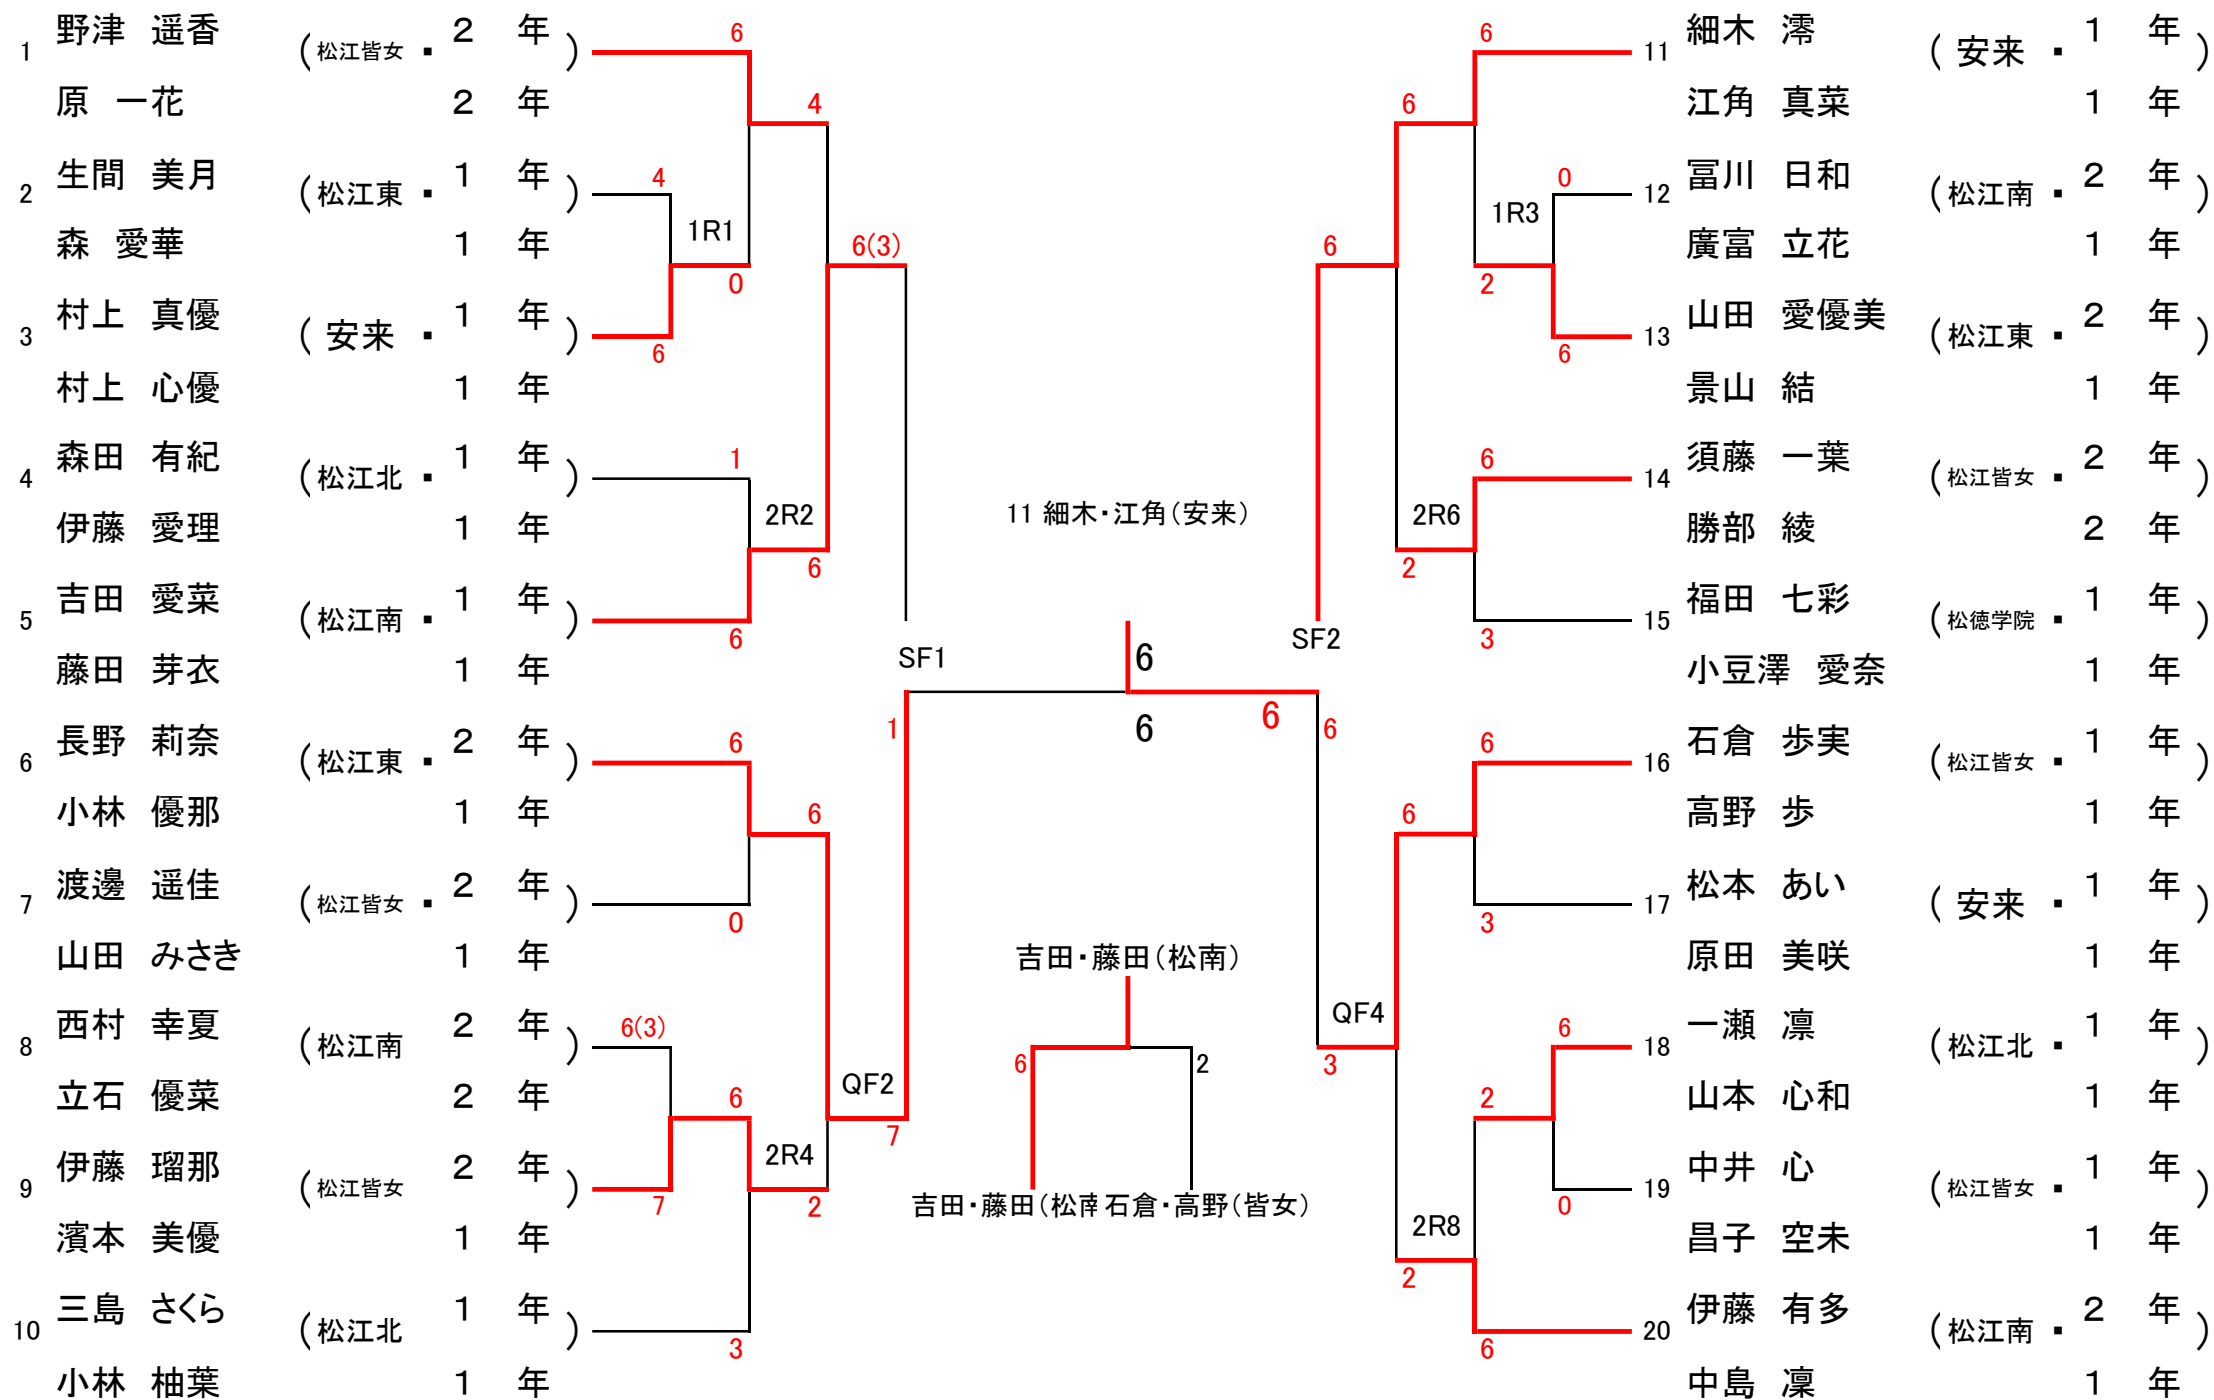 1 野津 遥香 (松江皆女 ・ 2 年)
原 一花 2 年
2 生間 美月 (松江東 ・ 1 年)
森 愛華 1 年
3 村上 真優 (安来 ・ 1 年)
村上 心優 1 年
4 森田 有紀 (松江北 ・ 1 年)
伊藤 愛理 1 年
5 吉田 愛菜 (松江南 ・ 1 年)
藤田 芽衣 1 年
6 長野 莉奈 (松江東 ・ 2 年)
小林 優那 1 年
7 渡邊 遥佳 (松江皆女 ・ 2 年)
山田 みさき 1 年
8 西村 幸夏 (松江南 2 年)
立石 優菜 2 年
9 伊藤 瑠那 (松江皆女 2 年)
濱本 美優 1 年
10 三島 さくら (松江北 1 年)
小林 柚葉 1 年
6
4
4
1R1
6(3)
0
6
1
2R2
6
6
SF1
1
6
6
0
6(3)
6
QF2
7
2R4
7
2
3
11 細木・江角(安来)
6
6
6
吉田・藤田(松南)
6
2
吉田・藤田(松南
石倉・高野(皆女)
6
6
0
1R3
6
2
6
6
2R6
2
3
SF2
6
6
6
3
QF4
3
6
2
0
2R8
2
6
11 細木 澪 (安来 ・ 1 年)
江角 真菜 1 年
12 冨川 日和 (松江南 ・ 2 年)
廣富 立花 1 年
13 山田 愛優美 (松江東 ・ 2 年)
景山 結 1 年
14 須藤 一葉 (松江皆女 ・ 2 年)
勝部 綾 2 年
15 福田 七彩 (松徳学院 ・ 1 年)
小豆澤 愛奈 1 年
16 石倉 歩実 (松江皆女 ・ 1 年)
高野 歩 1 年
17 松本 あい (安来 ・ 1 年)
原田 美咲 1 年
18 一瀬 凛 (松江北 ・ 1 年)
山本 心和 1 年
19 中井 心 (松江皆女 ・ 1 年)
昌子 空未 1 年
20 伊藤 有多 (松江南 ・ 2 年)
中島 凜 1 年